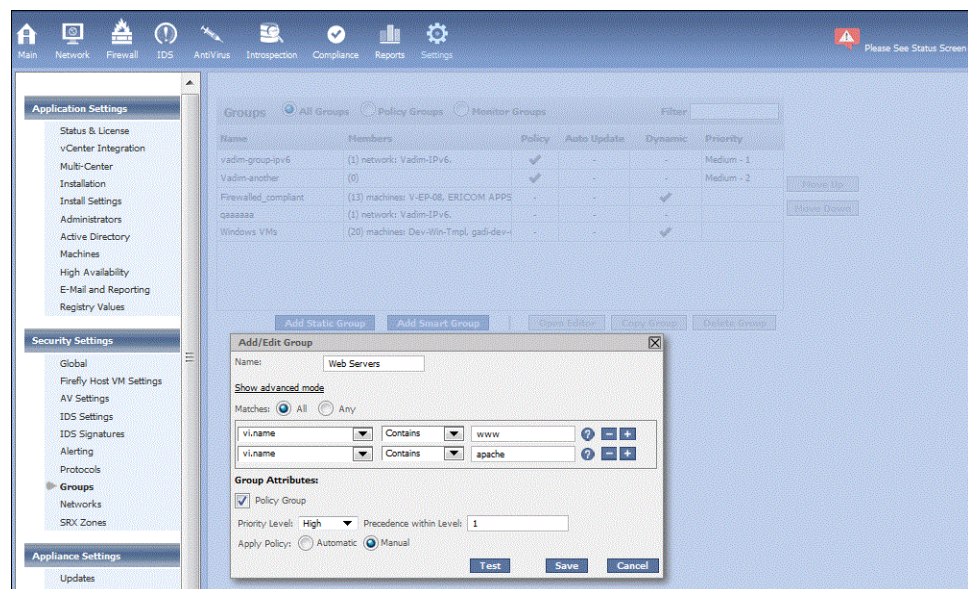 Main Network Firewall IDS AntiVirus Introspection Compliance Reports Settings
Please See Status Screen
Application Settings
Status & License
vCenter Integration
Multi-Center
Installation
Install Settings
Administrators
Active Directory
Machines
High Availability
E-Mail and Reporting
Registry Values
Security Settings
Global
Firefly Host VM Settings
AV Settings
IDS Settings
IDS Signatures
Alerting
Protocols
Groups
Networks
SRX Zones
Appliance Settings
Updates
Groups All Groups Policy Groups Monitor Groups Filter
Name Members Policy Auto Update Dynamic Priority
vadim-group-ipv6 (1) network: Vadim-IPv6. - - Medium - 1
Vadim-another (0) - - Medium - 2
Firewalled_compliant (13) machines: V-EP-08, ERICOM APPS - -
qaaaaaa (1) network: Vadim-IPv6. - - -
Windows VMs (20) machines: Dev-Win-Tmpl, gadi-dev- - -
Move Up
Move Down
Add Static Group Add Smart Group Open Editor Copy Group Delete Group
Add/Edit Group
Name: Web Servers
Show advanced mode
Matches: All Any
vi.name Contains www ? - +
vi.name Contains apache ? - +
Group Attributes:
Policy Group
Priority Level: High Precedence within Level: 1
Apply Policy: Automatic Manual
Test Save Cancel